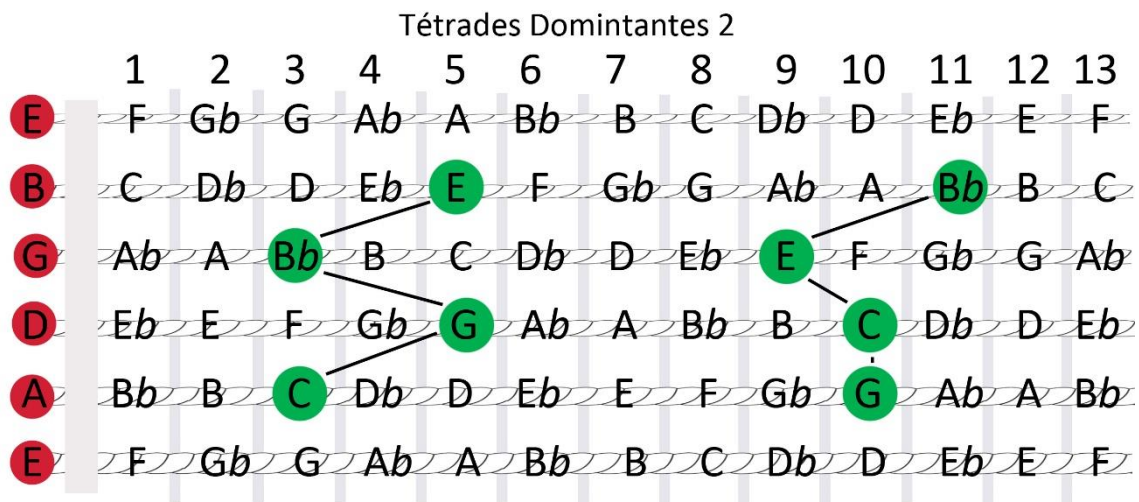 Tétrades Domintantes 2
1 2 3 4 5 6 7 8 9 10 11 12 13
E F Gb G Ab A Bb B C Db D Eb E F
B C Db D Eb E F Gb G Ab A Bb B C
G Ab A Bb B C Db D Eb E F Gb G Ab
D Eb E F Gb G Ab A Bb B C Db D Eb
A Bb B C Db D Eb E F Gb G Ab A Bb
E F Gb G Ab A Bb B C Db D Eb E F